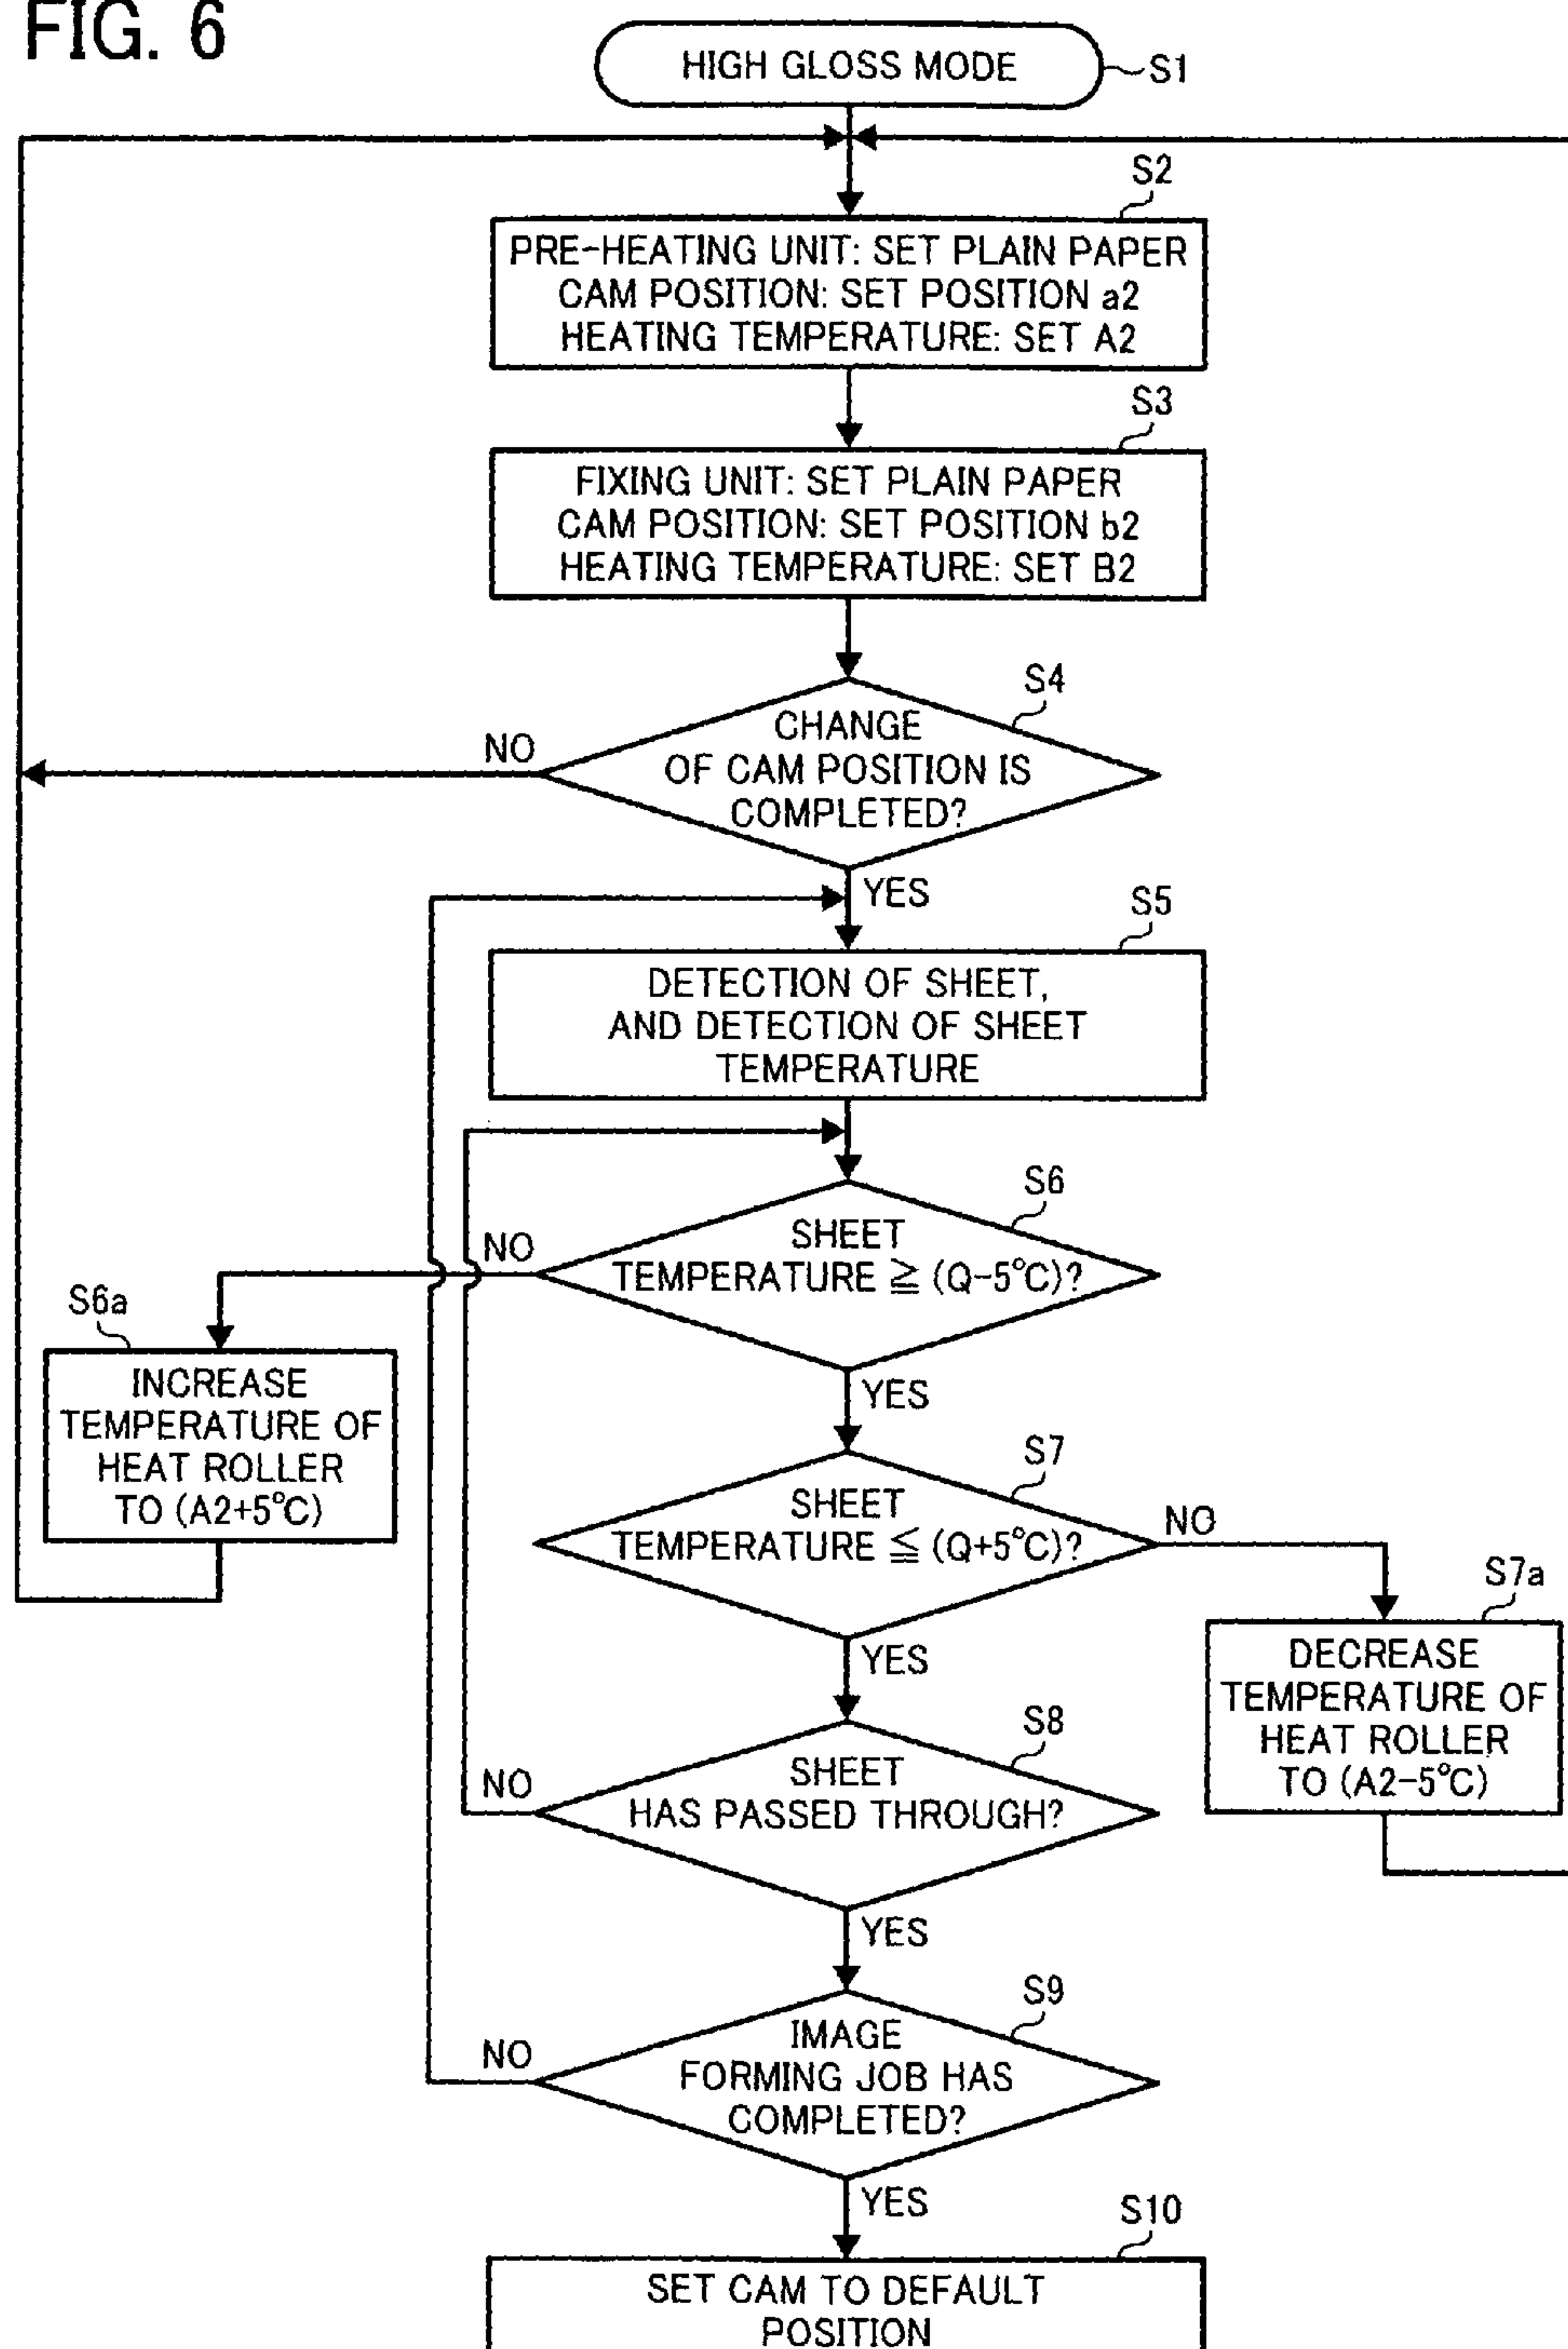 FIG. 6
HIGH GLOSS MODE
S1
S2
PRE-HEATING UNIT: SET PLAIN PAPER
CAM POSITION: SET POSITION a2
HEATING TEMPERATURE: SET A2
S3
FIXING UNIT: SET PLAIN PAPER
CAM POSITION: SET POSITION b2
HEATING TEMPERATURE: SET B2
S4
CHANGE
OF CAM POSITION IS
COMPLETED?
NO
YES
S5
DETECTION OF SHEET,
AND DETECTION OF SHEET
TEMPERATURE
S6
SHEET
TEMPERATURE ≧ (Q-5℃)?
NO
YES
S6a
INCREASE
TEMPERATURE OF
HEAT ROLLER
TO (A2+5℃)
S7
SHEET
TEMPERATURE ≦ (Q+5℃)?
NO
YES
S7a
DECREASE
TEMPERATURE OF
HEAT ROLLER
TO (A2-5℃)
S8
SHEET
HAS PASSED THROUGH?
NO
YES
S9
IMAGE
FORMING JOB HAS
COMPLETED?
NO
YES
S10
SET CAM TO DEFAULT
POSITION